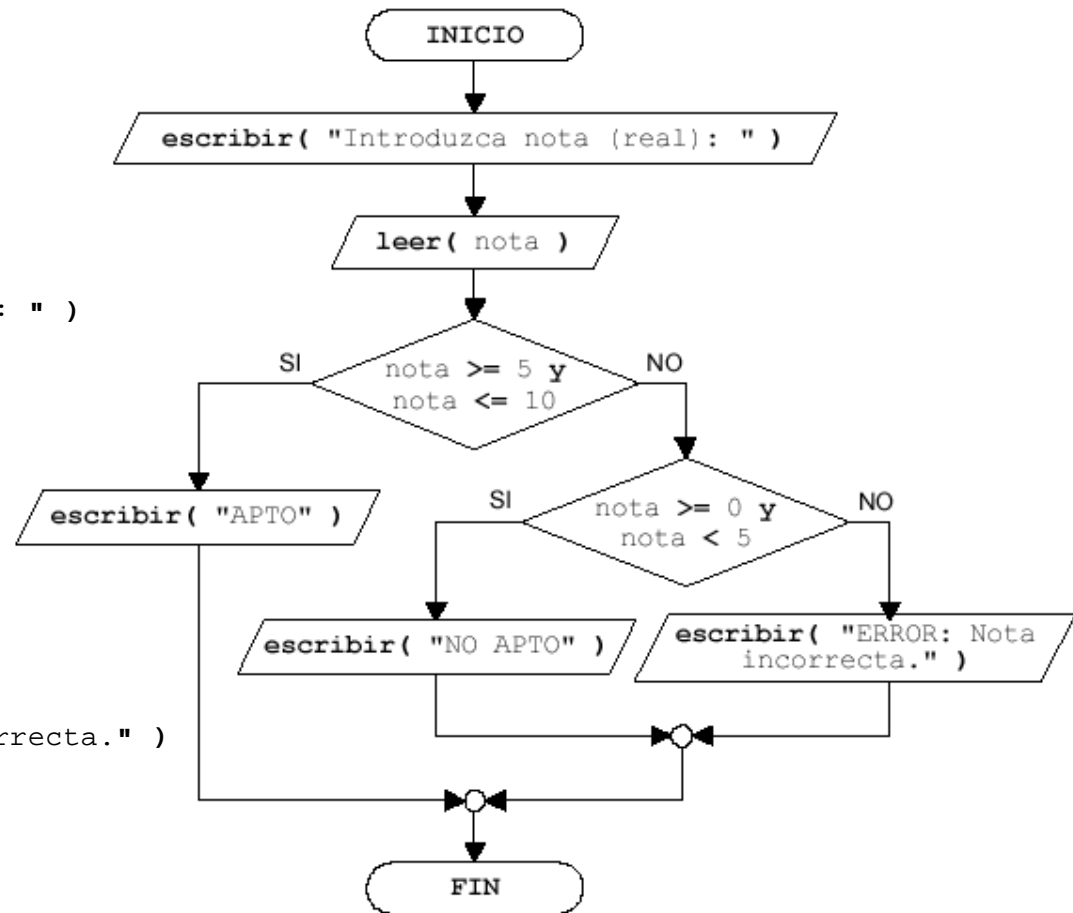 INICIO
escribir( "Introduzca nota (real): " )
leer( nota )
: " )
SI
nota >= 5 y
nota <= 10
NO
escribir( "APTO" )
SI
nota >= 0 y
nota < 5
NO
escribir( "NO APTO" )
escribir( "ERROR: Nota
incorrecta." )
rrecta." )
FIN